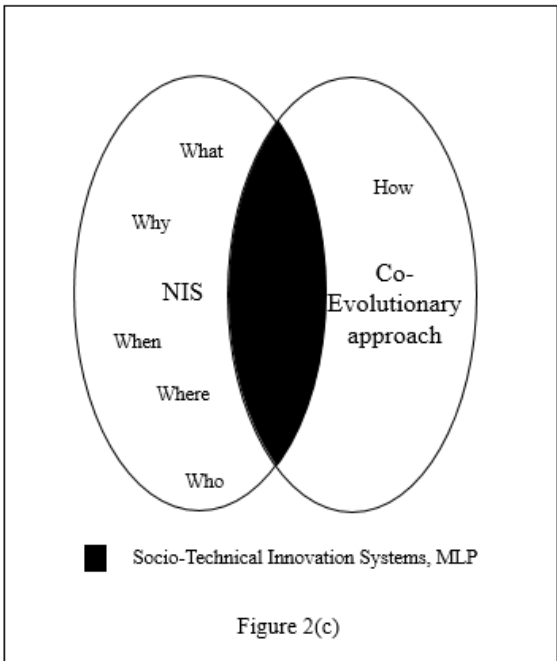 What
How
Why
NIS
Co-
Evolutionary
approach
When
Where
Who
Socio-Technical Innovation Systems, MLP
Figure 2(c)